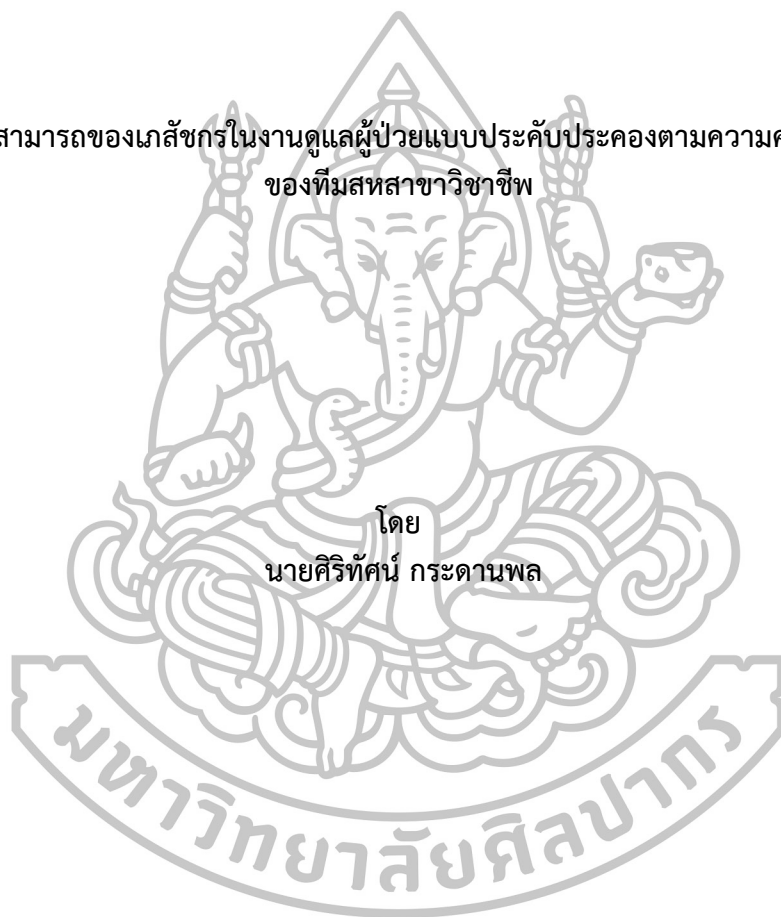 สามารถของเภสัชกรในงานดูแลผู้ป่วยแบบประคับประคองตามความค
ของทีมสหสาขาวิชาชีพ
โดย
นายศิริทัศน์ กระดานพล
มหาวิทยาลัยศิลปากร